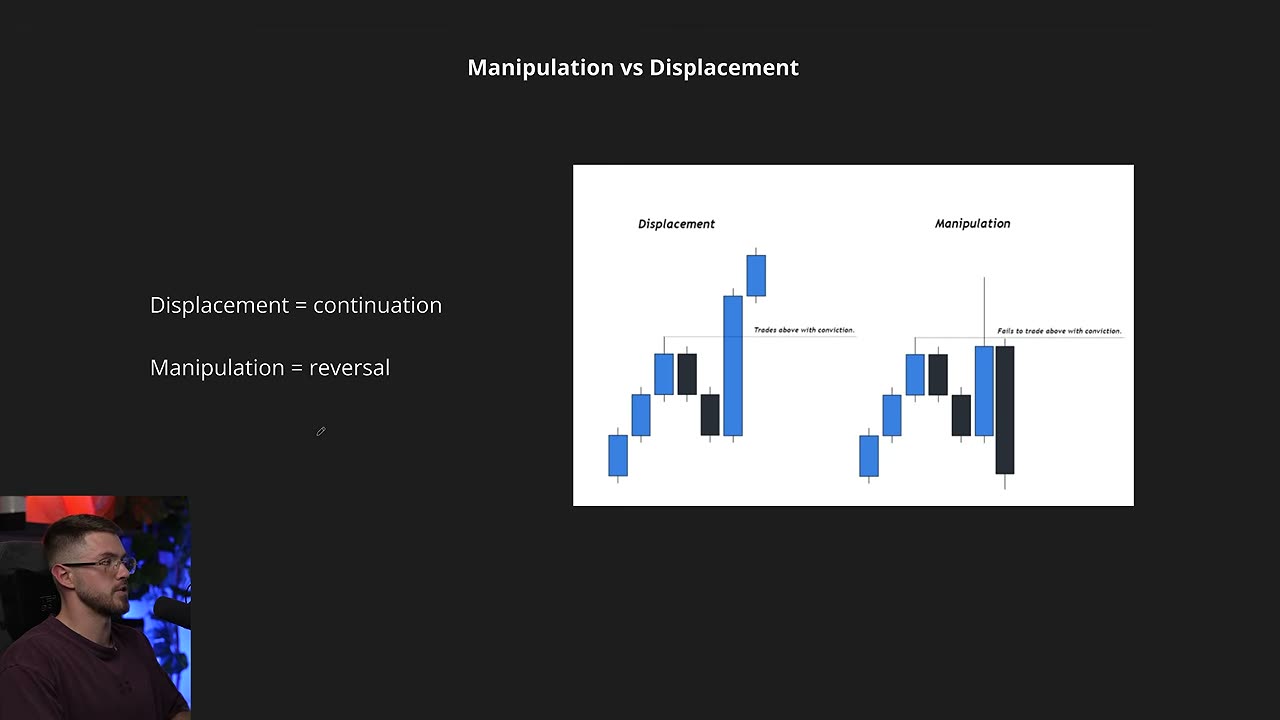 Manipulation vs Displacement
Displacement = continuation
Manipulation = reversal
Displacement
Manipulation
Trades above with conviction.
Fails to trade above with conviction.